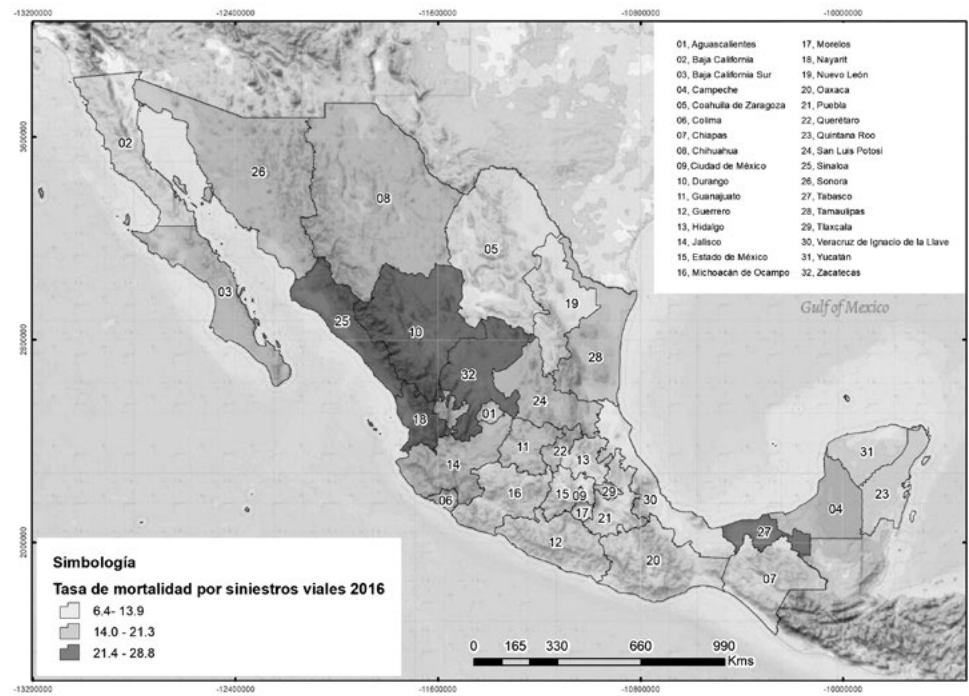 -13200000 -12400000 -11600000 -10800000 -10000000
01, Aguascalientes
02, Baja California
03, Baja California Sur
04, Campeche
05, Coahuila de Zaragoza
06, Colima
07, Chiapas
08, Chihuahua
09,Ciudad de México
10, Durango
11, Guanajuato
12, Guerrero
13, Hidalgo
14, Jalisco
15, Estado de México
16, Michoacán de Ocampo
17, Morelos
18, Nayarit
19, Nuevo León
20, Oaxaca
21, Puebla
22, Querétaro
23, Quintana Roo
24, San Luis Potosí
25, Sinaloa
26, Sonora
27, Tabasco
28, Tamaulipas
29, Tlaxcala
30, Veracruz de Ignacio de la Llave
31, Yucatán
32, Zacatecas
02
26
08
05
03
19
Gulf of Mexico
25
10
28
32
24
18
01
11
22
13
31
14
16
15
09
29
30
23
06
17
21
04
12
20
27
07
2800000
Simbología
Tasa de mortalidad por siniestros viales 2016
6.4- 13.9
14.0 - 21.3
21.4 - 28.8
0 165 330 660 990
Kms
-13200000 -12400000 -11600000 -10800000 -10000000